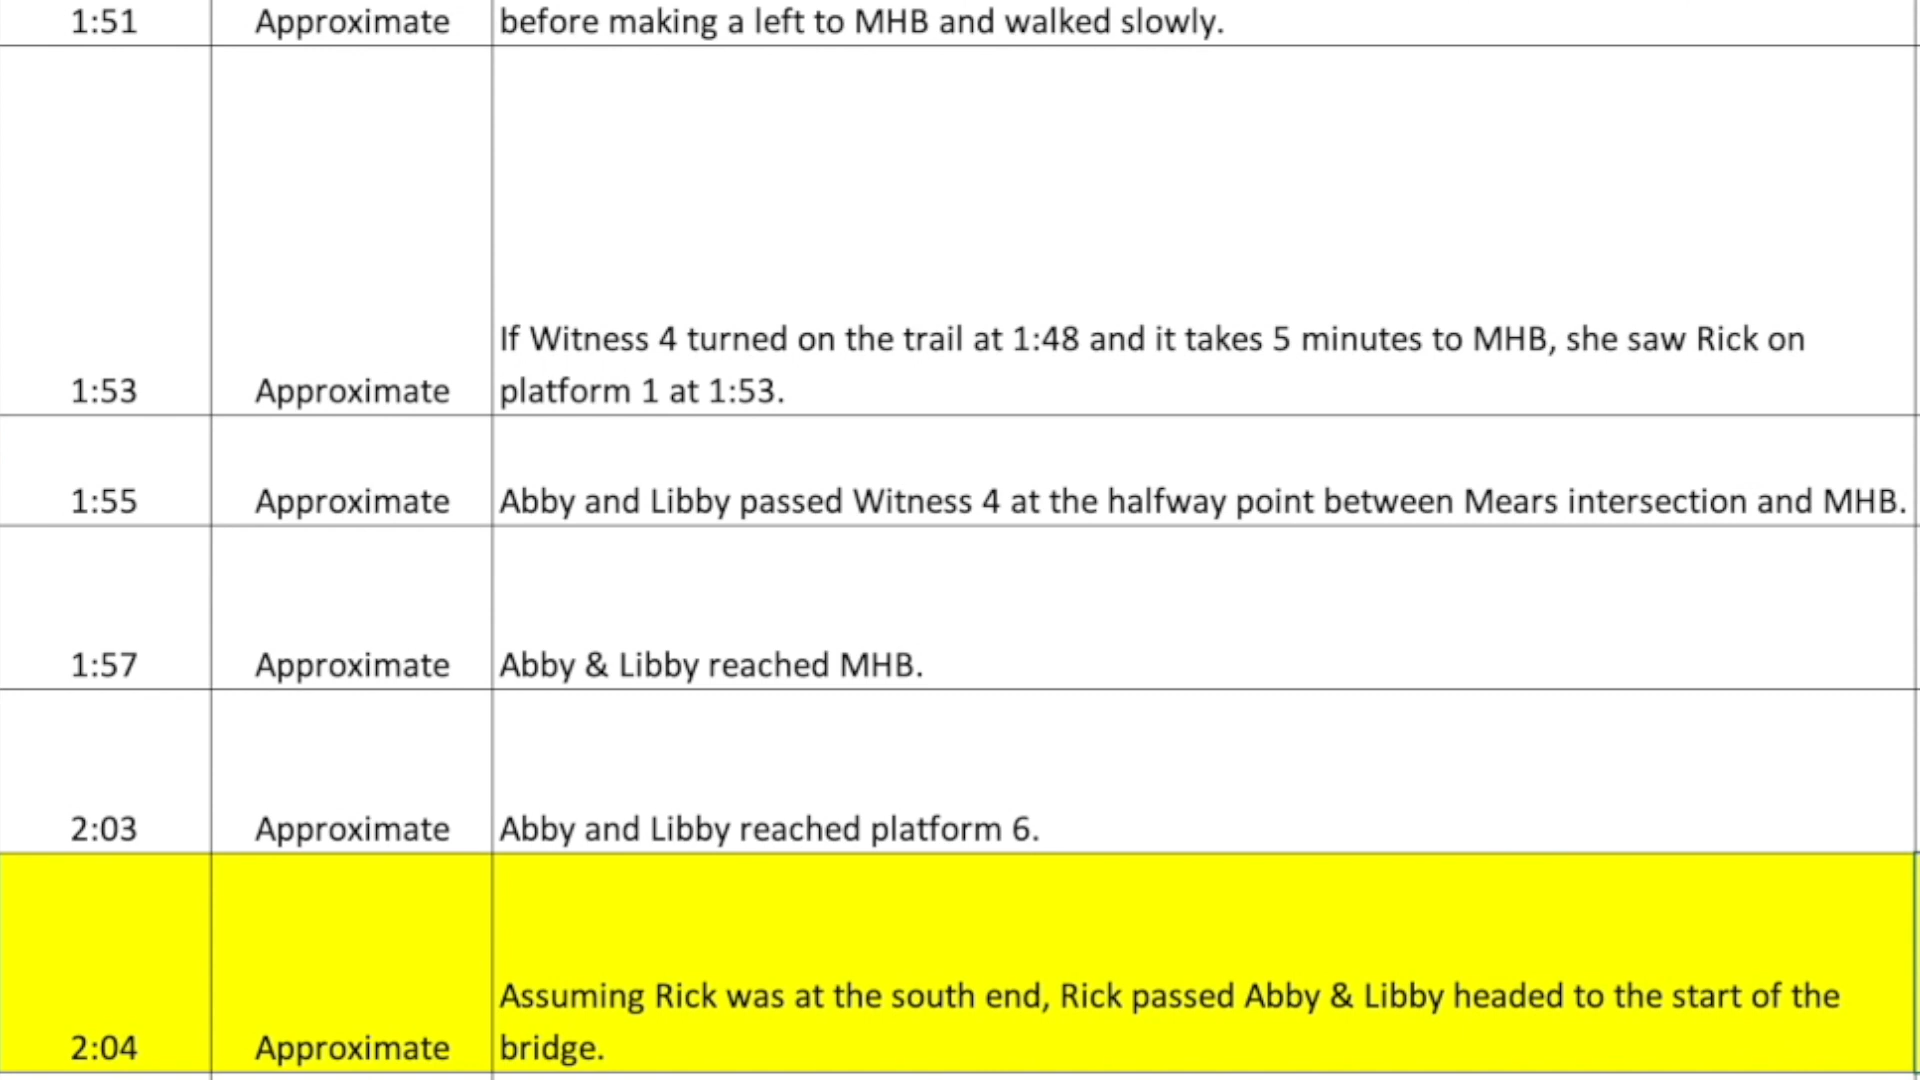 1:51 Approximate before making a left to MHB and walked slowly.
If Witness 4 turned on the trail at 1:48 and it takes 5 minutes to MHB, she saw Rick on
1:53 Approximate platform 1 at 1:53.
1:55 Approximate Abby and Libby passed Witness 4 at the halfway point between Mears intersection and MHB.
1:57 Approximate Abby & Libby reached MHB.
2:03 Approximate Abby and Libby reached platform 6.
Assuming Rick was at the south end, Rick passed Abby & Libby headed to the start of the
2:04 Approximate bridge.